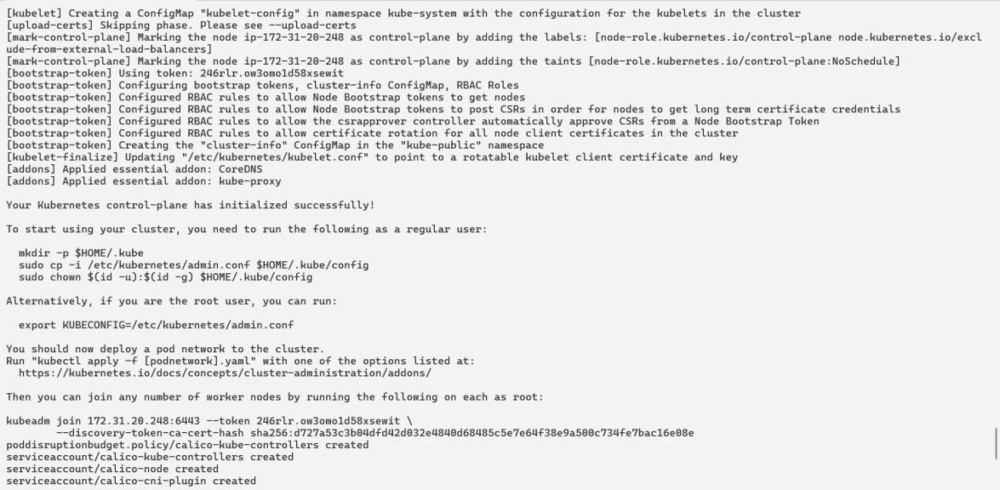 [kubelet] Creating a ConfigMap "kubelet-config" in namespace kube-system with the configuration for the kubelets in the cluster
[upload-certs] Skipping phase. Please see --upload-certs
[mark-control-plane] Marking the node ip-172-31-20-248 as control-plane by adding the labels: [node-role.kubernetes.io/control-plane node.kubernetes.io/excl
ude-from-external-load-balancers]
[mark-control-plane] Marking the node ip-172-31-20-248 as control-plane by adding the taints [node-role.kubernetes.io/control-plane:NoSchedule]
[bootstrap-token] Using token: 246rlr.ow3omo1d58xsewit
[bootstrap-token] Configuring bootstrap tokens, cluster-info ConfigMap, RBAC Roles
[bootstrap-token] Configured RBAC rules to allow Node Bootstrap tokens to get nodes
[bootstrap-token] Configured RBAC rules to allow Node Bootstrap tokens to post CSRs in order for nodes to get long term certificate credentials
[bootstrap-token] Configured RBAC rules to allow the csrapprover controller automatically approve CSRs from a Node Bootstrap Token
[bootstrap-token] Configured RBAC rules to allow certificate rotation for all node client certificates in the cluster
[bootstrap-token] Creating the "cluster-info" ConfigMap in the "kube-public" namespace
[kubelet-finalize] Updating "/etc/kubernetes/kubelet.conf" to point to a rotatable kubelet client certificate and key
[addons] Applied essential addon: CoreDNS
[addons] Applied essential addon: kube-proxy
Your Kubernetes control-plane has initialized successfully!
To start using your cluster, you need to run the following as a regular user:
mkdir -p $HOME/.kube
sudo cp -i /etc/kubernetes/admin.conf $HOME/.kube/config
sudo chown $(id -u):$(id -g) $HOME/.kube/config
Alternatively, if you are the root user, you can run:
export KUBECONFIG=/etc/kubernetes/admin.conf
You should now deploy a pod network to the cluster.
Run "kubectl apply -f [podnetwork].yaml" with one of the options listed at:
https://kubernetes.io/docs/concepts/cluster-administration/addons/
Then you can join any number of worker nodes by running the following on each as root:
kubeadm join 172.31.20.248:6443 --token 246rlr.ow3omo1d58xsewit \
--discovery-token-ca-cert-hash sha256:d727a53c3b04dfd42d032e4840d68485c5e7e64f38e9a500c734fe7bac16e08e
poddisruptionbudget.policy/calico-kube-controllers created
serviceaccount/calico-kube-controllers created
serviceaccount/calico-node created
serviceaccount/calico-cni-plugin created